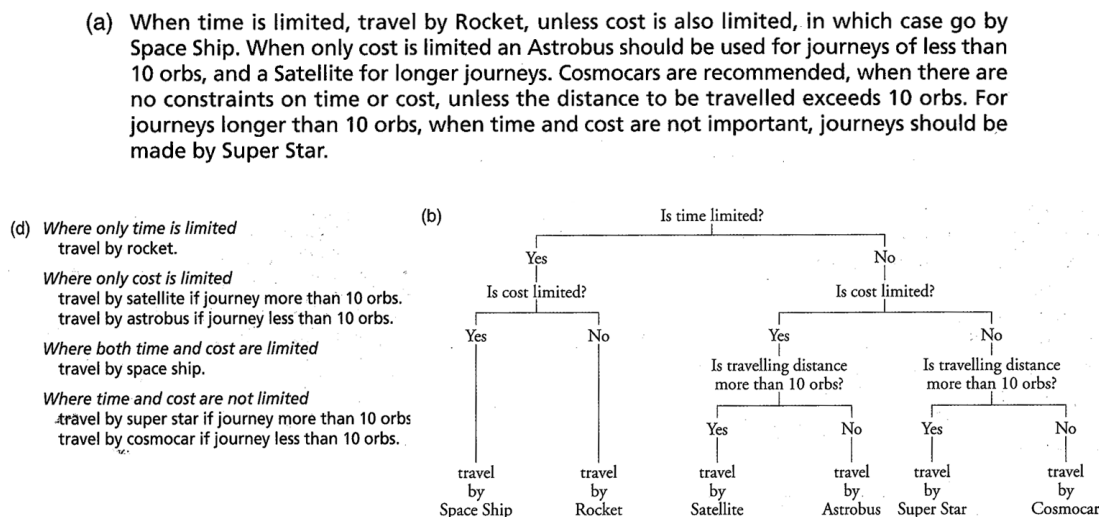 (a) When time is limited, travel by Rocket, unless cost is also limited, in which case go by
Space Ship. When only cost is limited an Astrobus should be used for journeys of less than
10 orbs, and a Satellite for longer journeys. Cosmocars are recommended, when there are
no constraints on time or cost, unless the distance to be travelled exceeds 10 orbs. For
journeys longer than 10 orbs, when time and cost are not important, journeys should be
made by Super Star.
(d) Where only time is limited
travel by rocket.
Where only cost is limited
travel by satellite if journey more than 10 orbs.
travel by astrobus if journey less than 10 orbs.
Where both time and cost are limited
travel by space ship.
Where time and cost are not limited
travel by super star if journey more than 10 orbs
travel by cosmocar if journey less than 10 orbs.
(b)
Is time limited?
Yes No
Is cost limited? Is cost limited?
Yes No Yes No
Is travelling distance Is travelling distance
more than 10 orbs? more than 10 orbs?
Yes No Yes No
travel travel travel travel travel travel
by by by by by by
Space Ship Rocket Satellite Astrobus Super Star Cosmocar